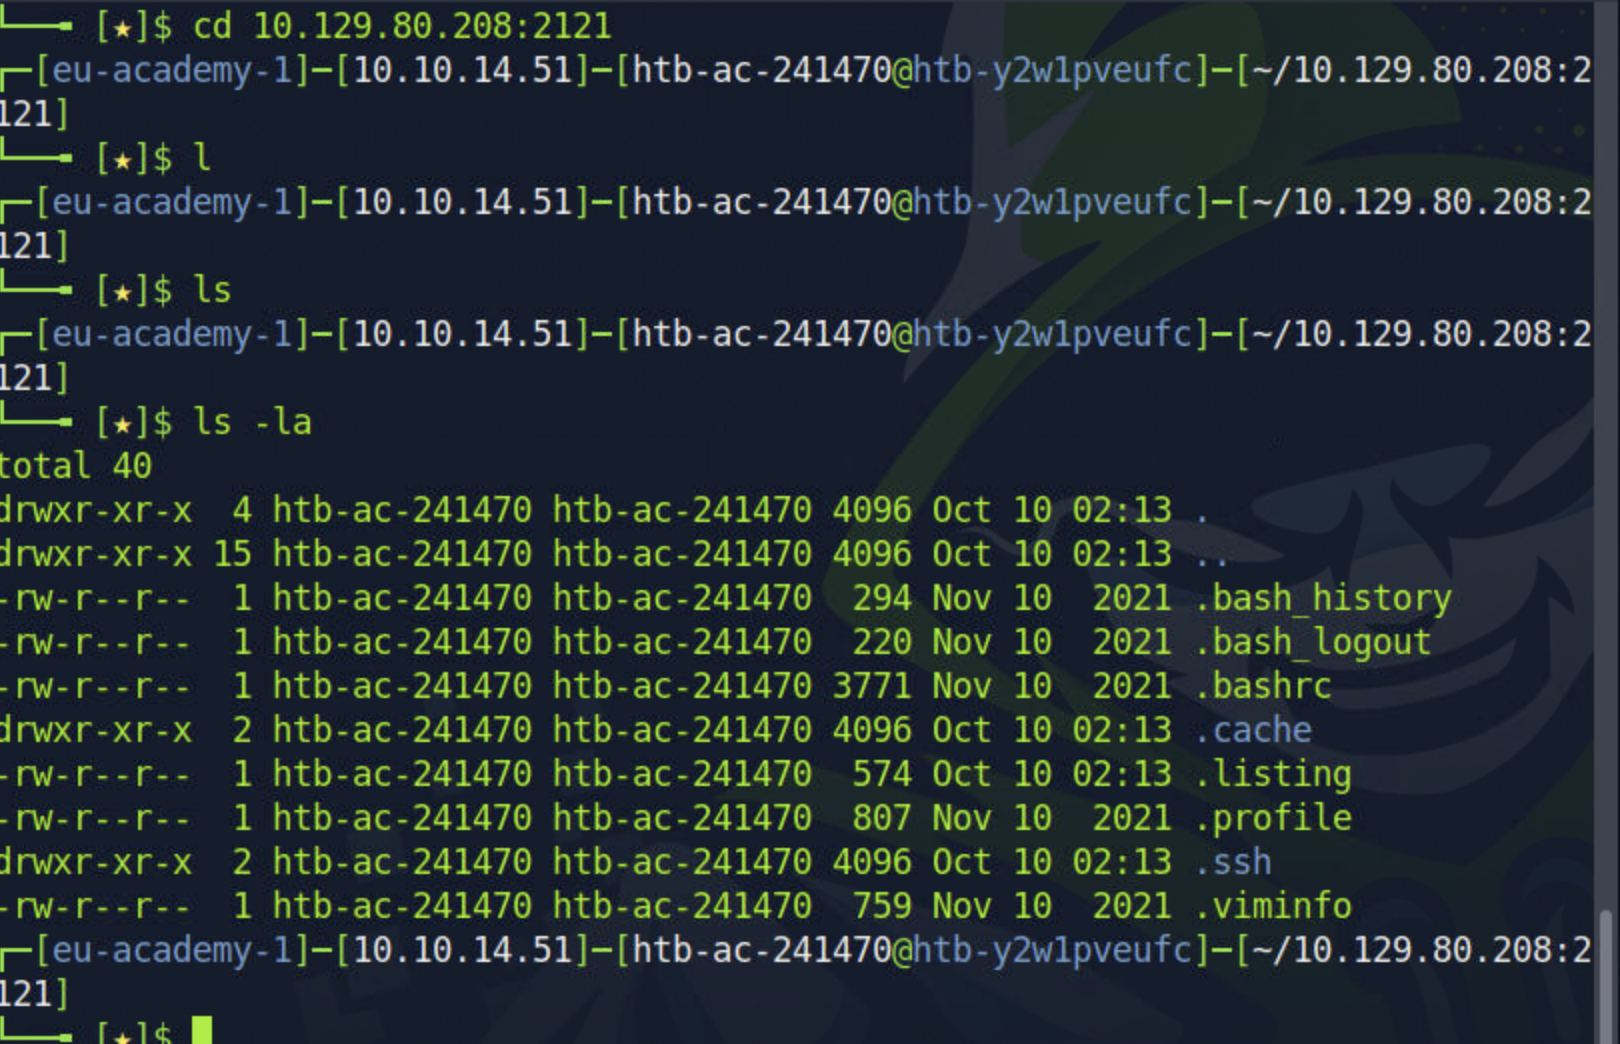 └──╼ [★]$ cd 10.129.80.208:2121
┌─[eu-academy-1]─[10.10.14.51]─[htb-ac-241470@htb-y2w1pveufc]─[~/10.129.80.208:2
121]
└──╼ [★]$ l
┌─[eu-academy-1]─[10.10.14.51]─[htb-ac-241470@htb-y2w1pveufc]─[~/10.129.80.208:2
121]
└──╼ [★]$ ls
┌─[eu-academy-1]─[10.10.14.51]─[htb-ac-241470@htb-y2w1pveufc]─[~/10.129.80.208:2
121]
└──╼ [★]$ ls -la
total 40
drwxr-xr-x  4 htb-ac-241470 htb-ac-241470 4096 Oct 10 02:13 .
drwxr-xr-x 15 htb-ac-241470 htb-ac-241470 4096 Oct 10 02:13 ..
-rw-r--r--  1 htb-ac-241470 htb-ac-241470  294 Nov 10  2021 .bash_history
-rw-r--r--  1 htb-ac-241470 htb-ac-241470  220 Nov 10  2021 .bash_logout
-rw-r--r--  1 htb-ac-241470 htb-ac-241470 3771 Nov 10  2021 .bashrc
drwxr-xr-x  2 htb-ac-241470 htb-ac-241470 4096 Oct 10 02:13 .cache
-rw-r--r--  1 htb-ac-241470 htb-ac-241470  574 Oct 10 02:13 .listing
-rw-r--r--  1 htb-ac-241470 htb-ac-241470  807 Nov 10  2021 .profile
drwxr-xr-x  2 htb-ac-241470 htb-ac-241470 4096 Oct 10 02:13 .ssh
-rw-r--r--  1 htb-ac-241470 htb-ac-241470  759 Nov 10  2021 .viminfo
┌─[eu-academy-1]─[10.10.14.51]─[htb-ac-241470@htb-y2w1pveufc]─[~/10.129.80.208:2
121]
└──╼ [★]$